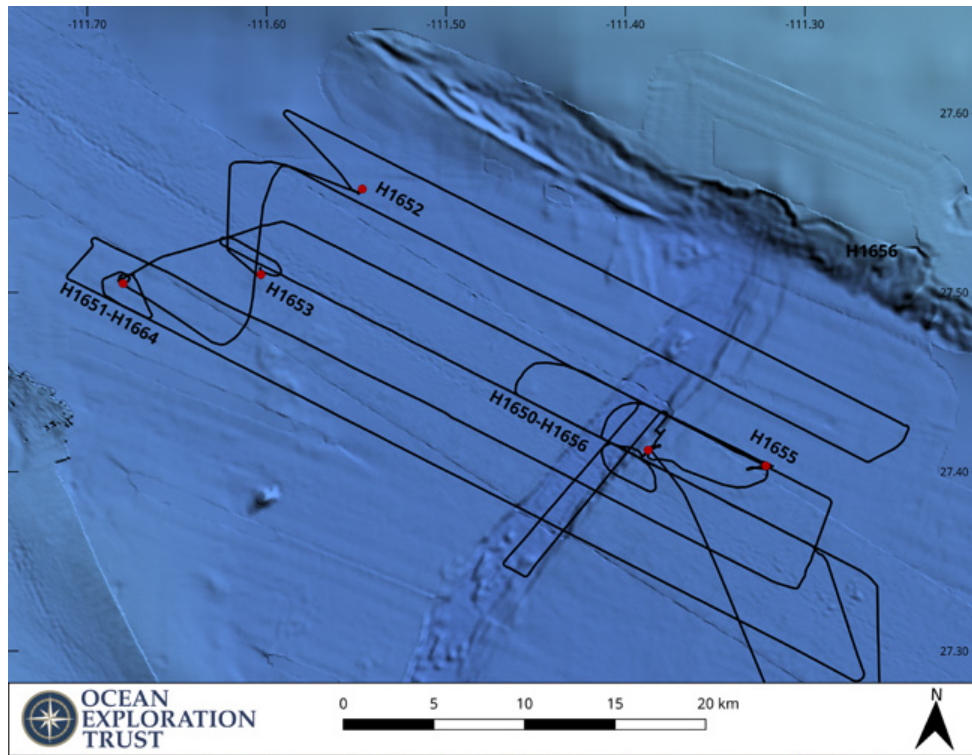 -111.70
-111.60
-111.50
-111.40
-111.30
27.60
H1652
H1656
27.50
H1653
H1651-H1664
H1650-H1656
H1655
27.40
27.30
OCEAN
EXPLORATION
TRUST
0 5 10 15 20 km
N